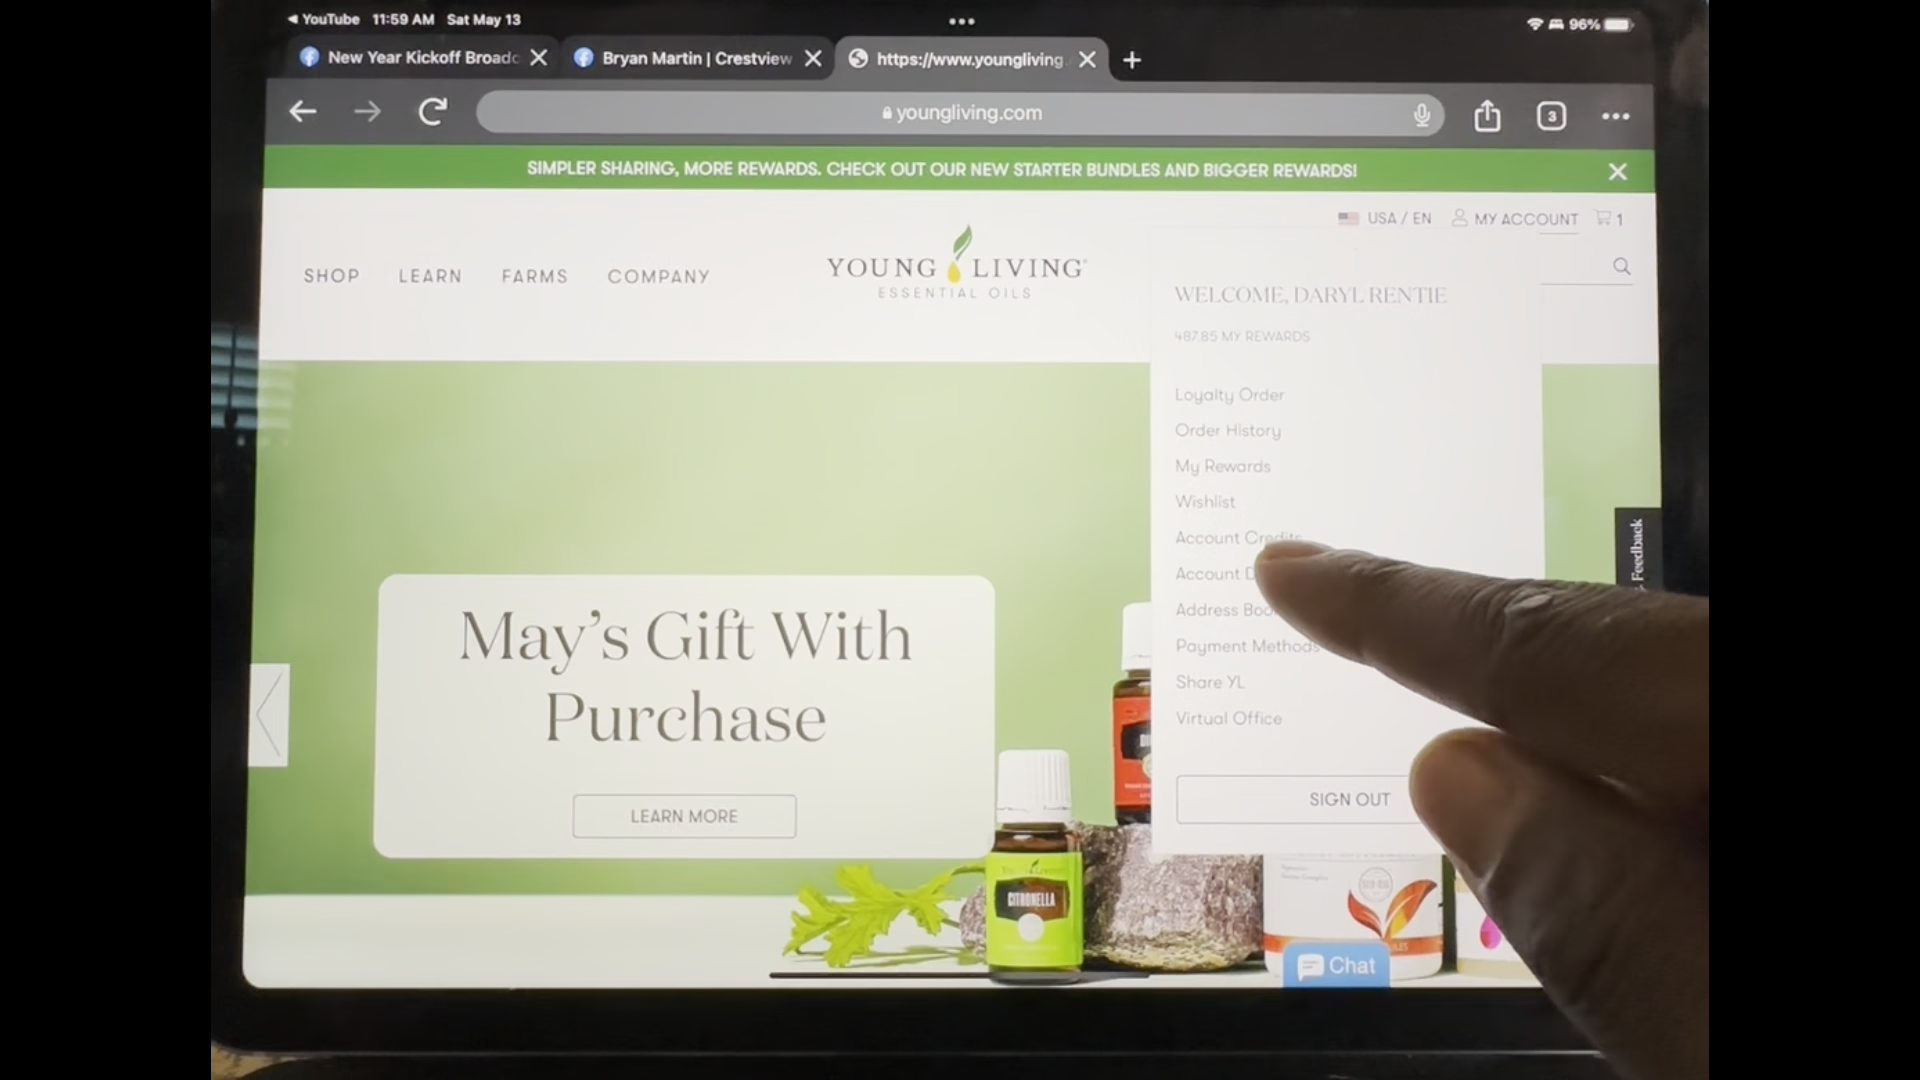 YouTube 11:59 AM Sat May 13
96%
New Year Kickoff Broadc
Bryan Martin | Crestview
https://www.youngliving.
youngliving.com
3
SIMPLER SHARING, MORE REWARDS. CHECK OUT OUR NEW STARTER BUNDLES AND BIGGER REWARDS!
USA / EN
MY ACCOUNT
1
SHOP
LEARN
FARMS
COMPANY
YOUNG LIVING
ESSENTIAL OILS
WELCOME, DARYL RENTIE
487.85 MY REWARDS
Loyalty Order
Order History
My Rewards
Wishlist
Account Credits
Account
Address
Payment Methods
Share YL
Virtual Office
SIGN OUT
Feedback
May's Gift With
Purchase
LEARN MORE
CITRONELLA
Chat